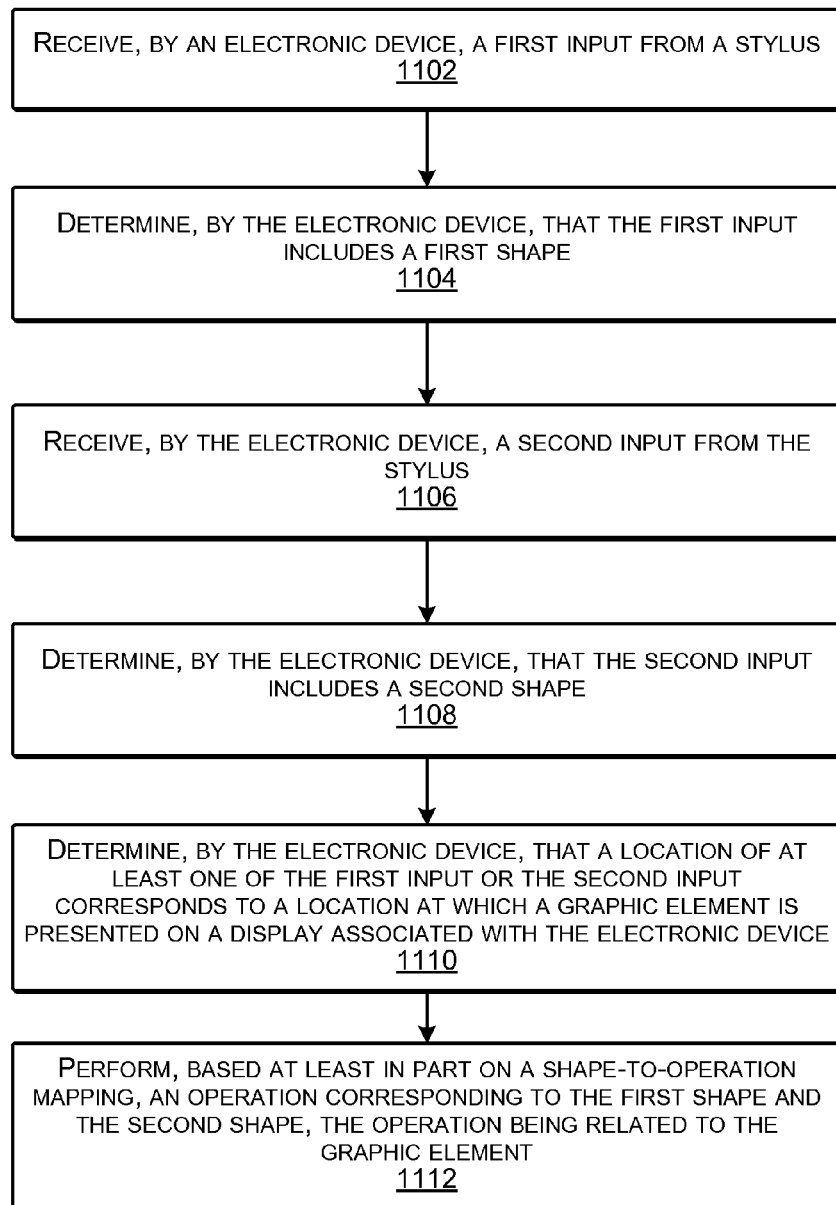 RECEIVE, BY AN ELECTRONIC DEVICE, A FIRST INPUT FROM A STYLUS
1102
DETERMINE, BY THE ELECTRONIC DEVICE, THAT THE FIRST INPUT
INCLUDES A FIRST SHAPE
1104
RECEIVE, BY THE ELECTRONIC DEVICE, A SECOND INPUT FROM THE
STYLUS
1106
DETERMINE, BY THE ELECTRONIC DEVICE, THAT THE SECOND INPUT
INCLUDES A SECOND SHAPE
1108
DETERMINE, BY THE ELECTRONIC DEVICE, THAT A LOCATION OF AT
LEAST ONE OF THE FIRST INPUT OR THE SECOND INPUT
CORRESPONDS TO A LOCATION AT WHICH A GRAPHIC ELEMENT IS
PRESENTED ON A DISPLAY ASSOCIATED WITH THE ELECTRONIC DEVICE
1110
PERFORM, BASED AT LEAST IN PART ON A SHAPE-TO-OPERATION
MAPPING, AN OPERATION CORRESPONDING TO THE FIRST SHAPE AND
THE SECOND SHAPE, THE OPERATION BEING RELATED TO THE
GRAPHIC ELEMENT
1112